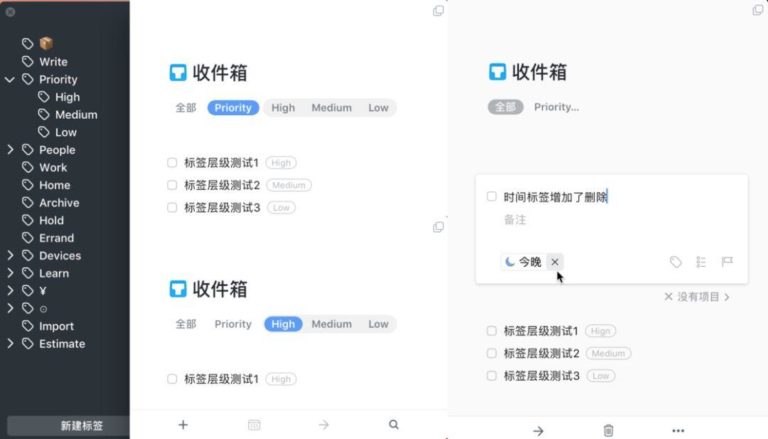 Write
Priority
High
Medium
Low
People
Work
Home
Archive
Hold
Errand
Devices
Learn
¥
Import
Estimate
新建标签
收件箱
全部 Priority High Medium Low
标签层级测试1 High
标签层级测试2 Medium
标签层级测试3 Low
收件箱
全部 Priority High Medium Low
标签层级测试1 High
收件箱
全部 Priority...
时间标签增加了删除
备注
今晚
没有项目
标签层级测试1 High
标签层级测试2 Medium
标签层级测试3 Low